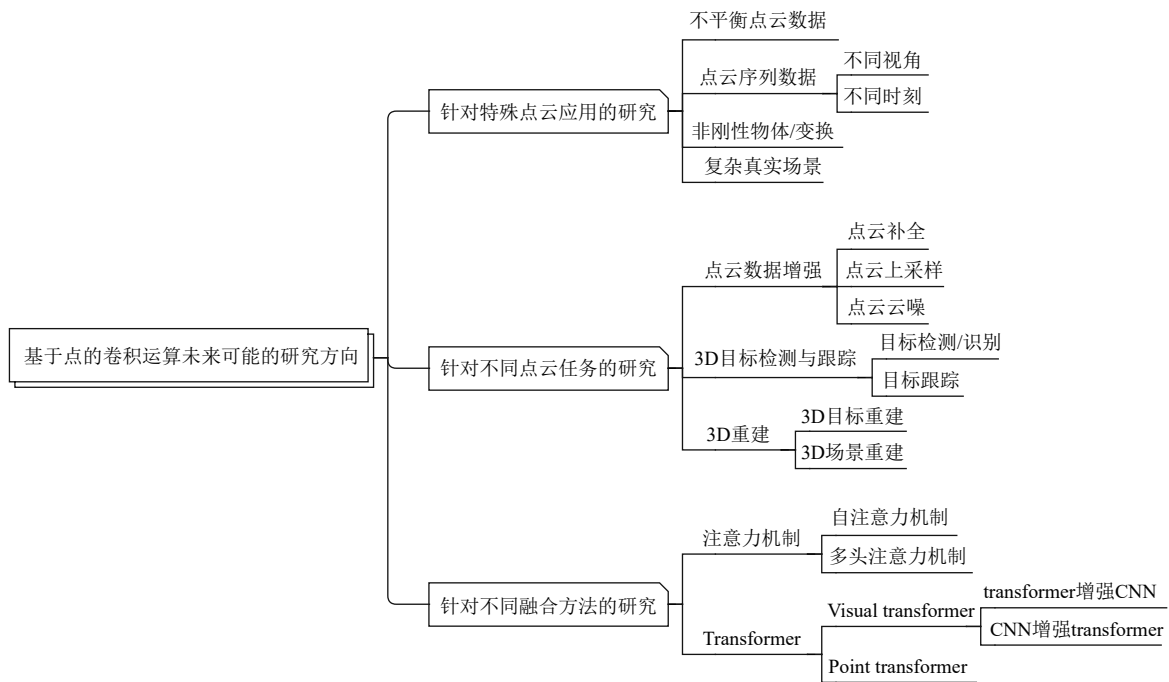 基于点的卷积运算未来可能的研究方向
针对特殊点云应用的研究
不平衡点云数据
点云序列数据
不同视角
不同时刻
非刚性物体/变换
复杂真实场景
针对不同点云任务的研究
点云数据增强
点云补全
点云上采样
点云云噪
3D目标检测与跟踪
目标检测/识别
目标跟踪
3D重建
3D目标重建
3D场景重建
针对不同融合方法的研究
注意力机制
自注意力机制
多头注意力机制
Transformer
Visual transformer
transformer增强CNN
CNN增强transformer
Point transformer